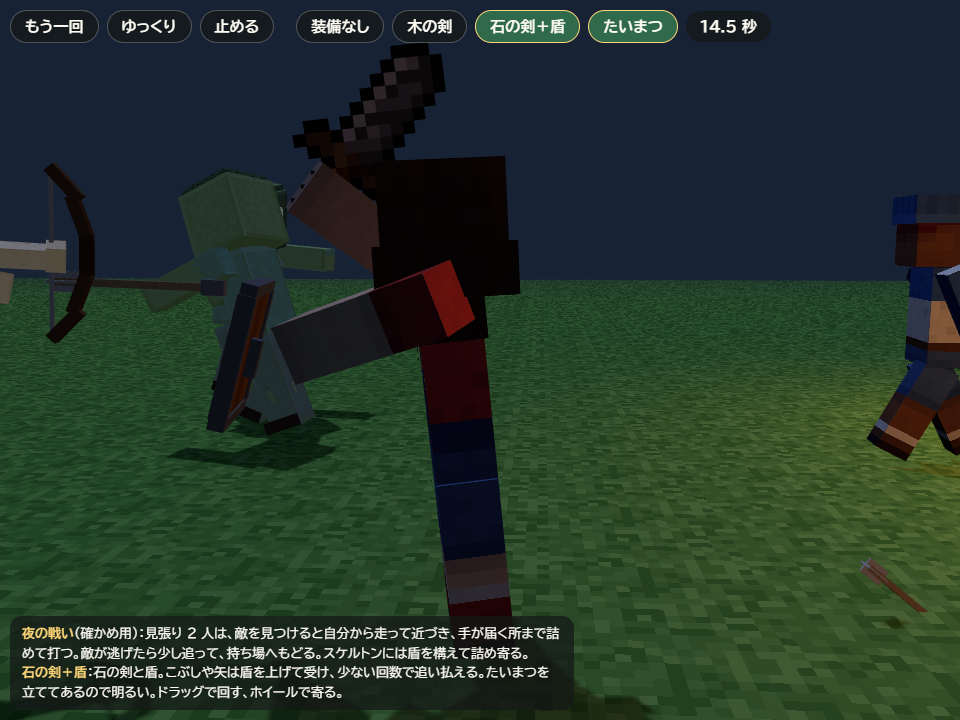 もう一回 ゆっくり 止める 装備なし 木の剣 石の剣＋盾 たいまつ 14.5 秒
夜の戦い（確かめ用）：見張り 2 人は、敵を見つけると自分から走って近づき、手が届く所まで詰
めて打つ。敵が逃げたら少し追って、持ち場へもどる。スケルトンには盾を構えて詰め寄る。
石の剣＋盾：石の剣と盾。こぶしや矢は盾を上げて受け、少ない回数で追い払える。たいまつを
立ててあるので明るい。ドラッグで回す、ホイールで寄る。